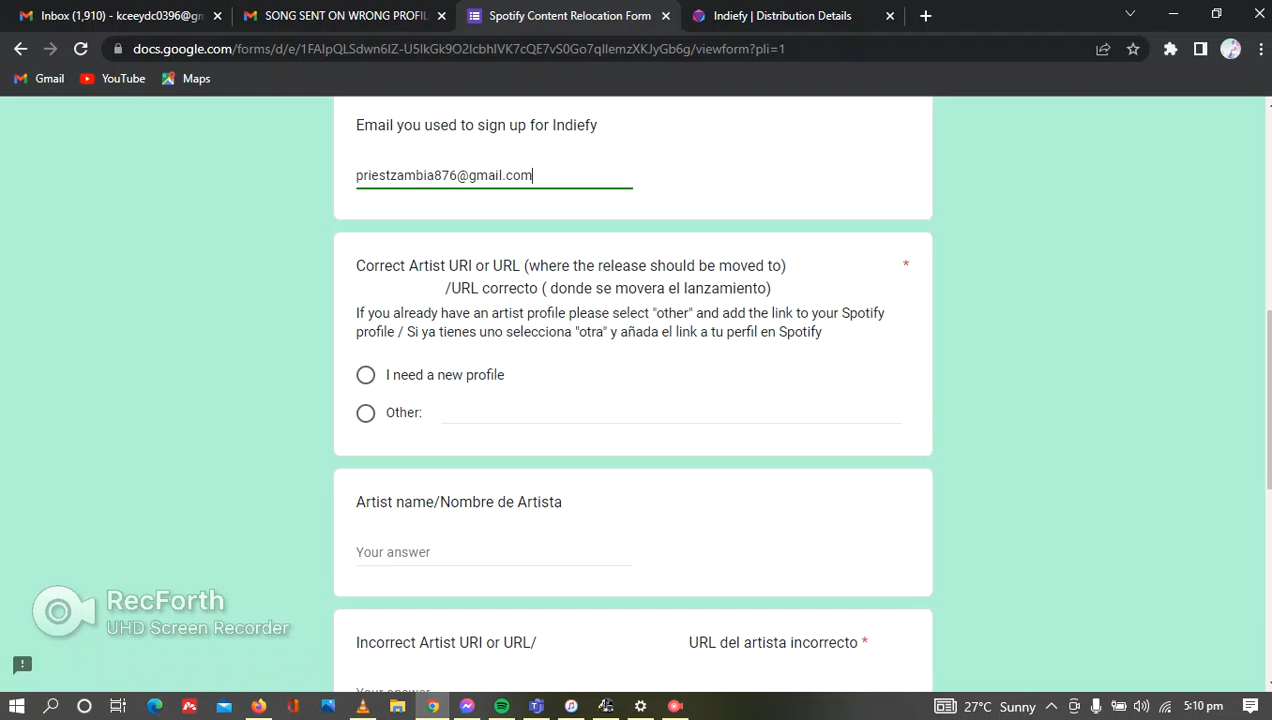 Inbox (1,910) - kceeydc0396@gm
SONG SENT ON WRONG PROFIL
Spotify Content Relocation Form
Indiefy | Distribution Details
docs.google.com/forms/d/e/1FAIpQLSdwn6IZ-U5IkGk9O2IcbhIVK7cQE7vS0Go7qIIemzXKJyGb6g/viewform?pli=1
Gmail
YouTube
Maps
Email you used to sign up for Indiefy
priestzambia876@gmail.com
Correct Artist URI or URL (where the release should be moved to) *
/URL correcto ( donde se movera el lanzamiento)
If you already have an artist profile please select "other" and add the link to your Spotify
profile / Si ya tienes uno selecciona "otra" y añada el link a tu perfil en Spotify
I need a new profile
Other:
Artist name/Nombre de Artista
Your answer
Incorrect Artist URI or URL/ URL del artista incorrecto *
Your answer
RecForth
UHD Screen Recorder
27°C Sunny
5:10 pm